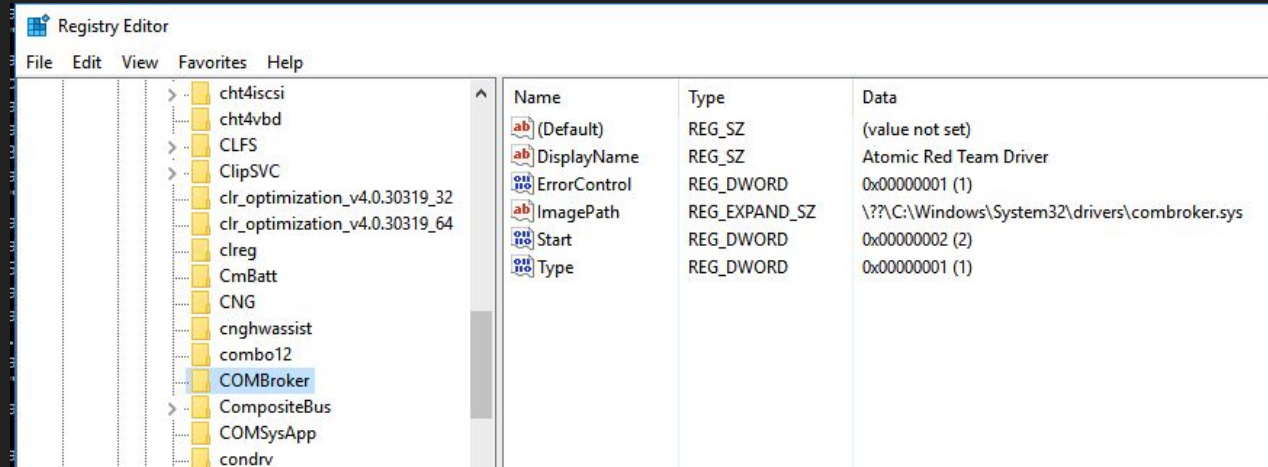 Registry Editor
File Edit View Favorites Help
cht4iscsi
cht4vbd
CLFS
ClipSVC
clr_optimization_v4.0.30319_32
clr_optimization_v4.0.30319_64
clreg
CmBatt
CNG
cnghwassist
combo12
COMBroker
CompositeBus
COMSysApp
condrv
Name Type Data
(Default) REG_SZ (value not set)
DisplayName REG_SZ Atomic Red Team Driver
ErrorControl REG_DWORD 0x00000001 (1)
ImagePath REG_EXPAND_SZ \??\C:\Windows\System32\drivers\combroker.sys
Start REG_DWORD 0x00000002 (2)
Type REG_DWORD 0x00000001 (1)